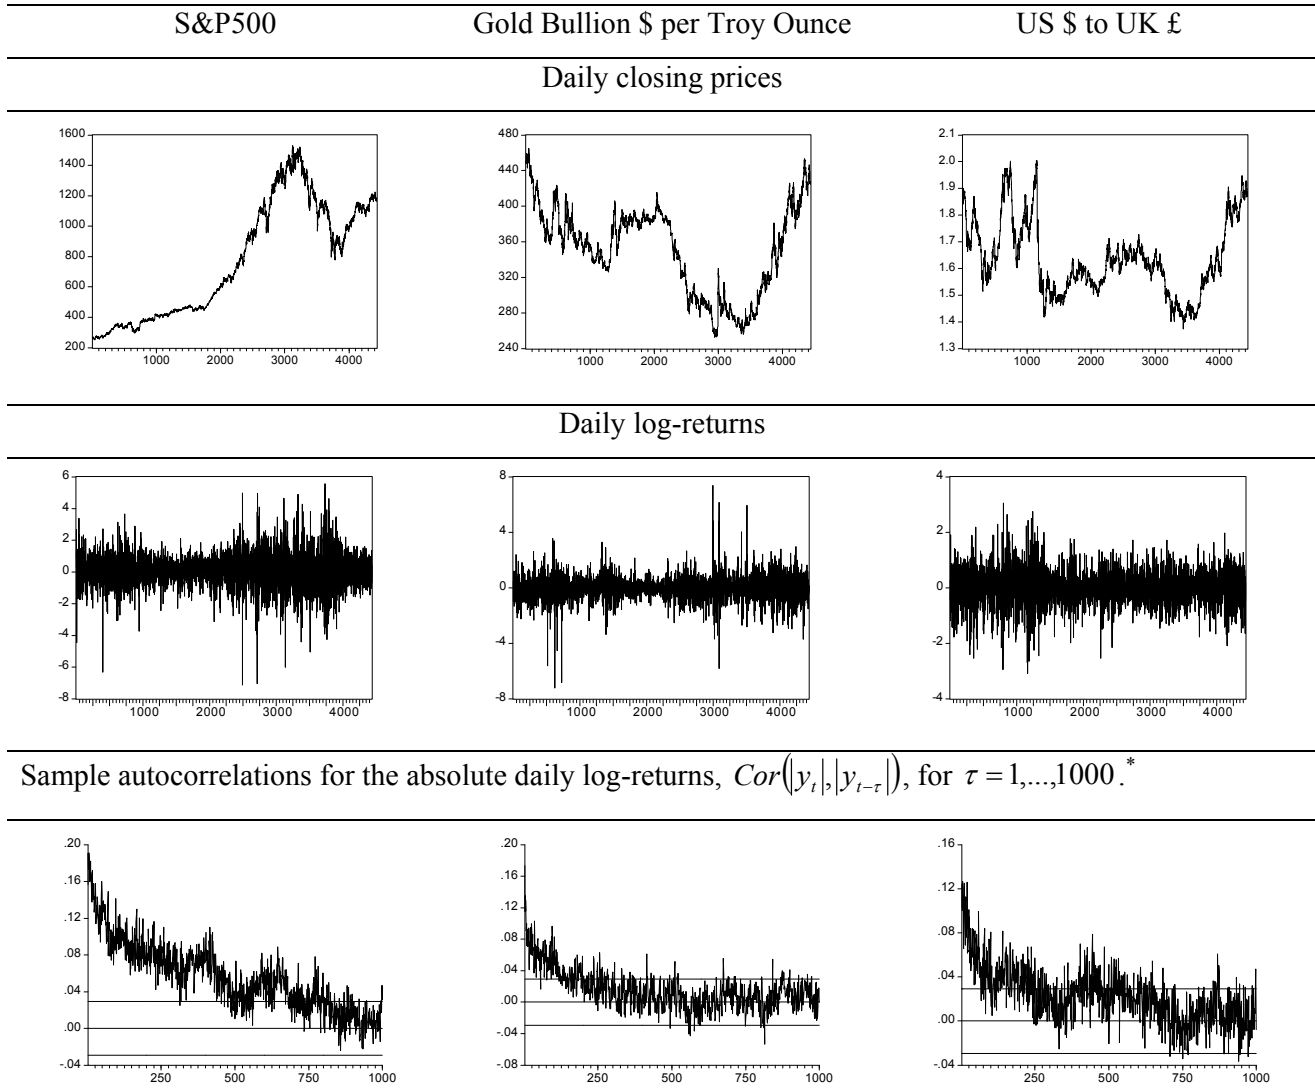 S&P500 Gold Bullion $ per Troy Ounce US $ to UK £
Daily closing prices
1600 1400 1200 1000 800 600 400 200
1000 2000 3000 4000
480 440 400 360 320 280 240
1000 2000 3000 4000
2.1 2.0 1.9 1.8 1.7 1.6 1.5 1.4 1.3
1000 2000 3000 4000
Daily log-returns
6 4 2 0 -2 -4 -6 -8
1000 2000 3000 4000
8 4 0 -4 -8
1000 2000 3000 4000
4 2 0 -2 -4
1000 2000 3000 4000
Sample autocorrelations for the absolute daily log-returns, Cor(|y_t|,|y_{t-τ}|), for τ = 1,...,1000.*
.20 .16 .12 .08 .04 .00 -.04
250 500 750 1000
.20 .16 .12 .08 .04 .00 -.04 -.08
250 500 750 1000
.16 .12 .08 .04 .00 -.04
250 500 750 1000